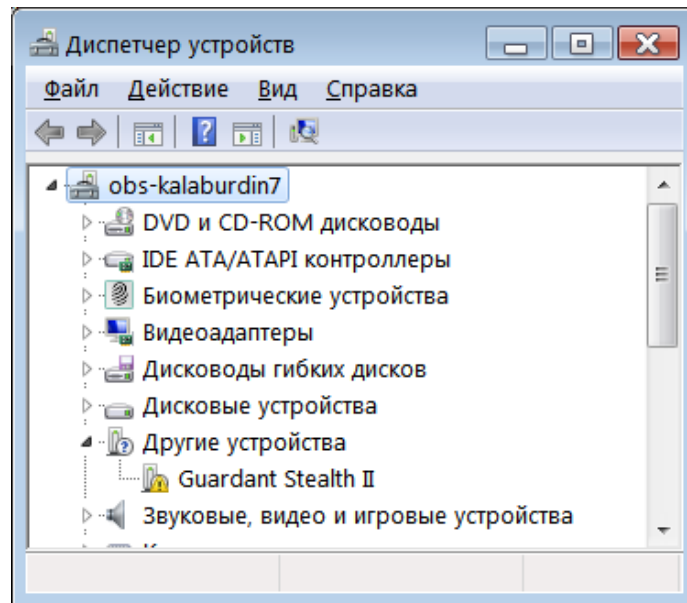 Диспетчер устройств
Файл Действие Вид Справка
obs-kalaburdin7
DVD и CD-ROM дисководы
IDE ATA/ATAPI контроллеры
Биометрические устройства
Видеоадаптеры
Дисководы гибких дисков
Дисковые устройства
Другие устройства
Guardant Stealth II
Звуковые, видео и игровые устройства